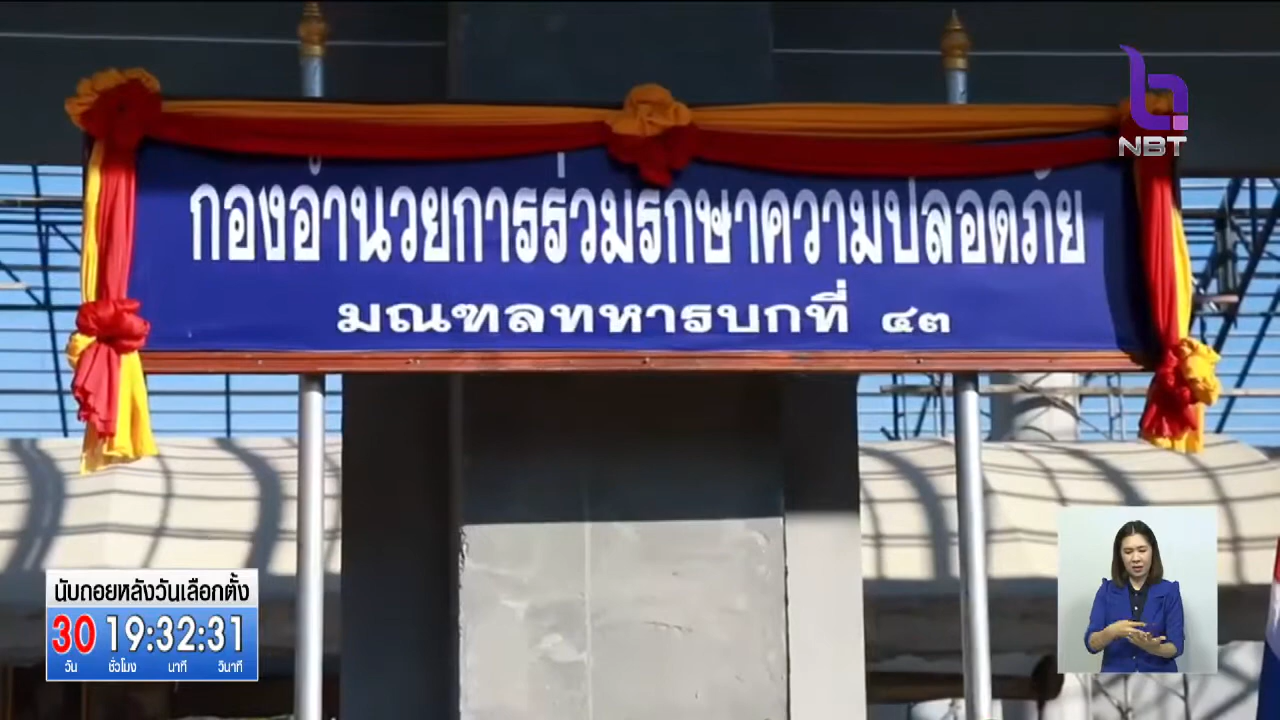 NBT
กองอำนวยการร่วมรักษาความปลอดภัย
มณฑลทหารบกที่ ๔๓
นับถอยหลังวันเลือกตั้ง
30 19:32:31
วัน ชั่วโมง นาที วินาที